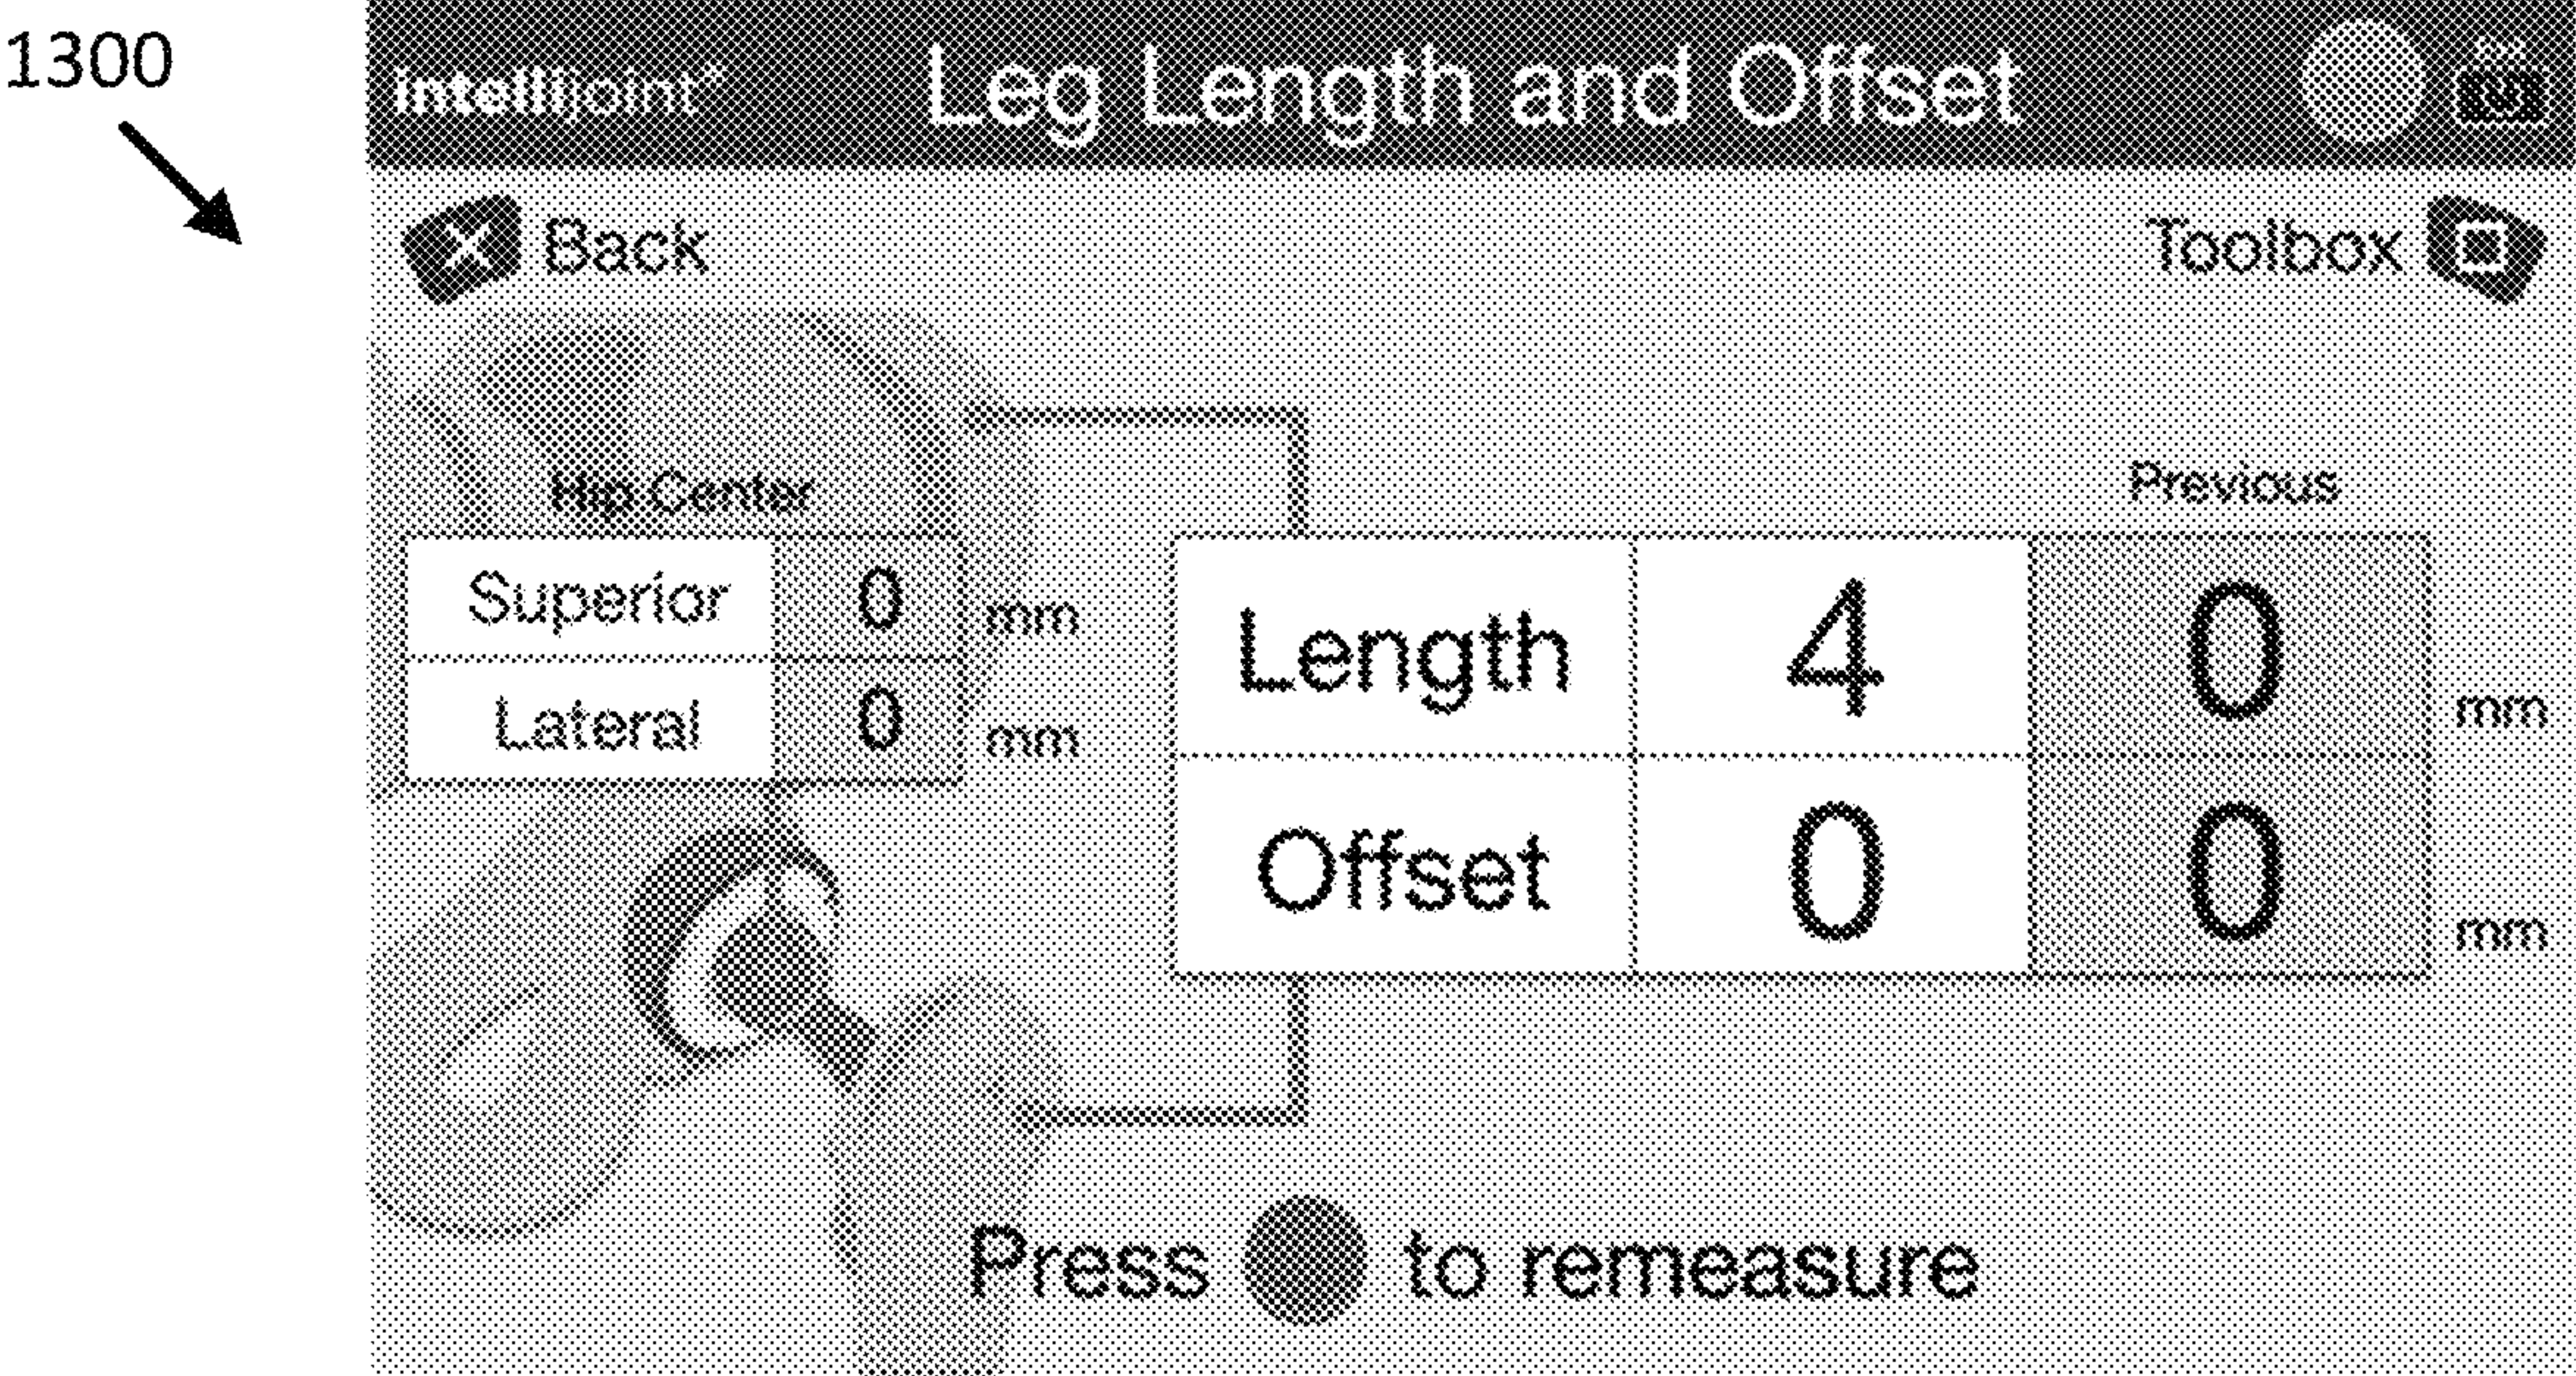 1300
intellijoint® Leg Length and Offset
Back
Toolbox
Hip Center
Superior 0 mm
Lateral 0 mm
Previous
Length 4 0 mm
Offset 0 0 mm
Press to remeasure